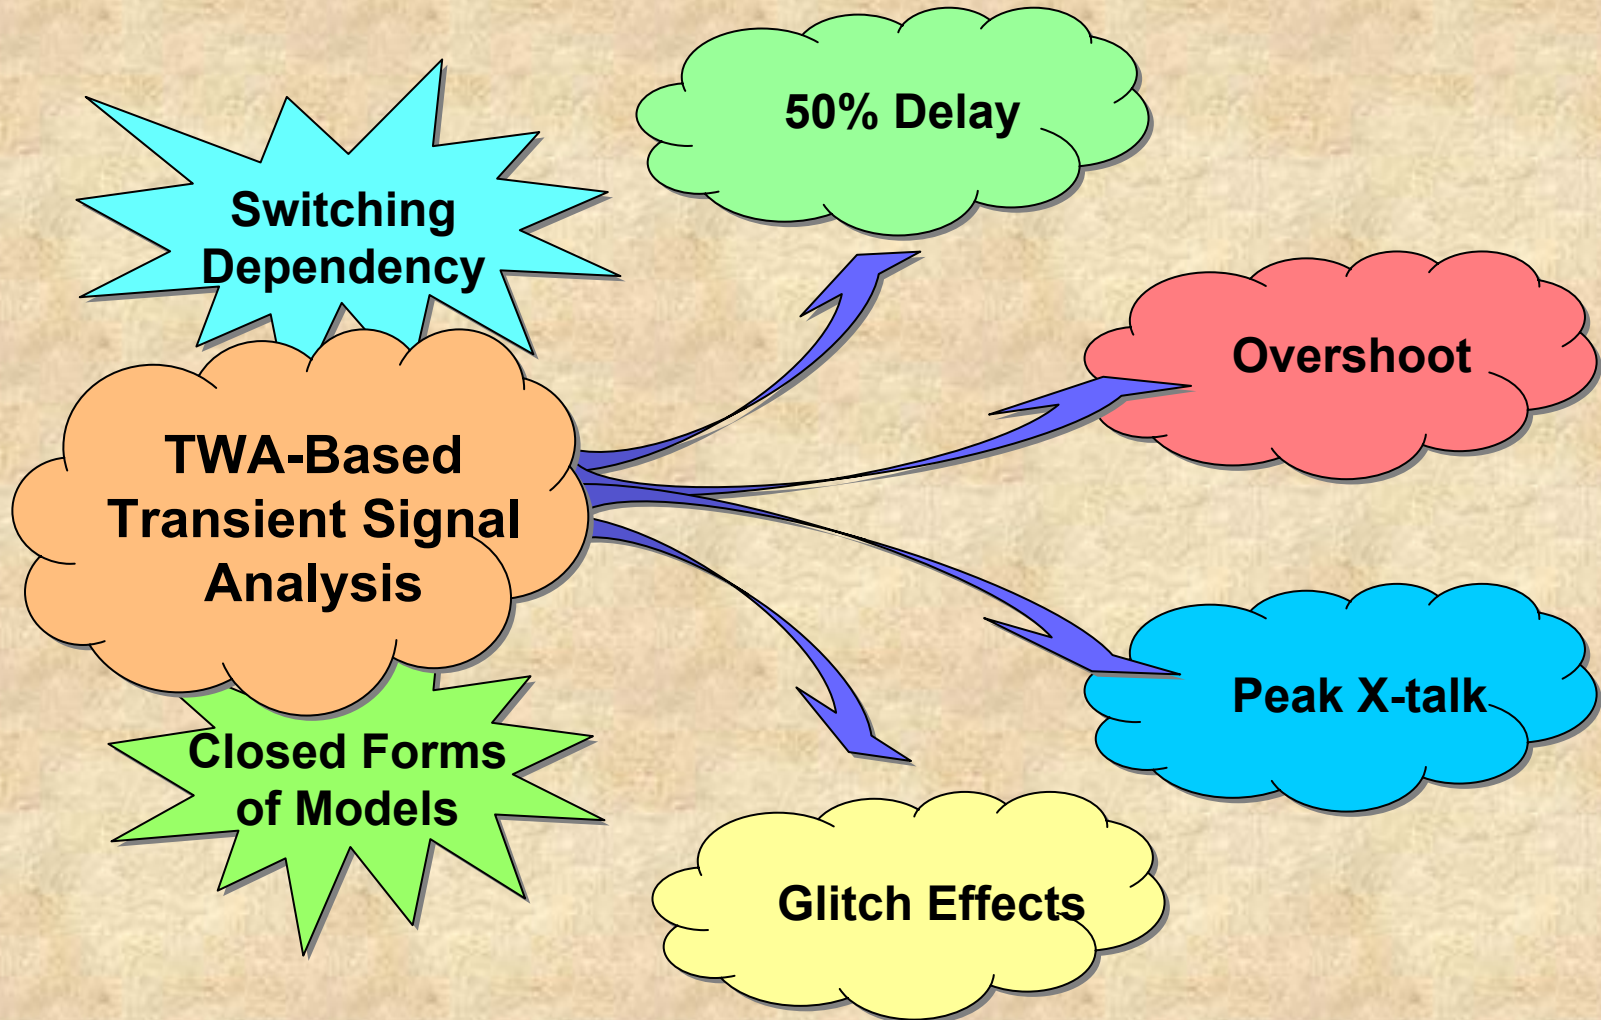 Switching
Dependency
TWA-Based
Transient Signal
Analysis
Closed Forms
of Models
50% Delay
Overshoot
Peak X-talk
Glitch Effects